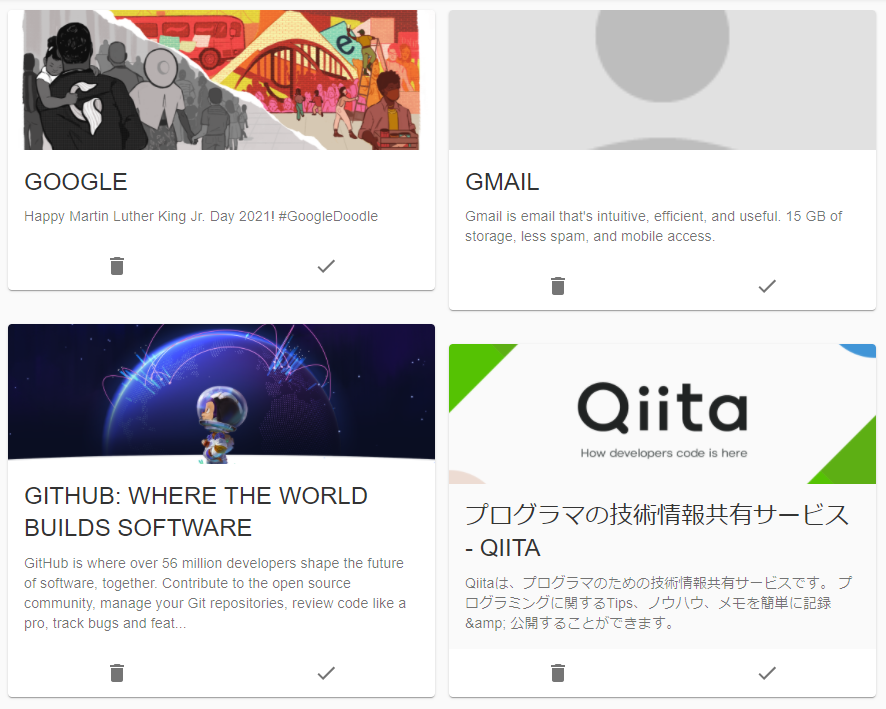 GOOGLE
Happy Martin Luther King Jr. Day 2021! #GoogleDoodle
GMAIL
Gmail is email that's intuitive, efficient, and useful. 15 GB of
storage, less spam, and mobile access.
GITHUB: WHERE THE WORLD
BUILDS SOFTWARE
GitHub is where over 56 million developers shape the future
of software, together. Contribute to the open source
community, manage your Git repositories, review code like a
pro, track bugs and feat...
Qiita
How developers code is here
プログラマの技術情報共有サービス
- QIITA
Qiitaは、プログラマのための技術情報共有サービスです。 プ
ログラミングに関するTips、ノウハウ、メモを簡単に記録
&amp; 公開することができます。